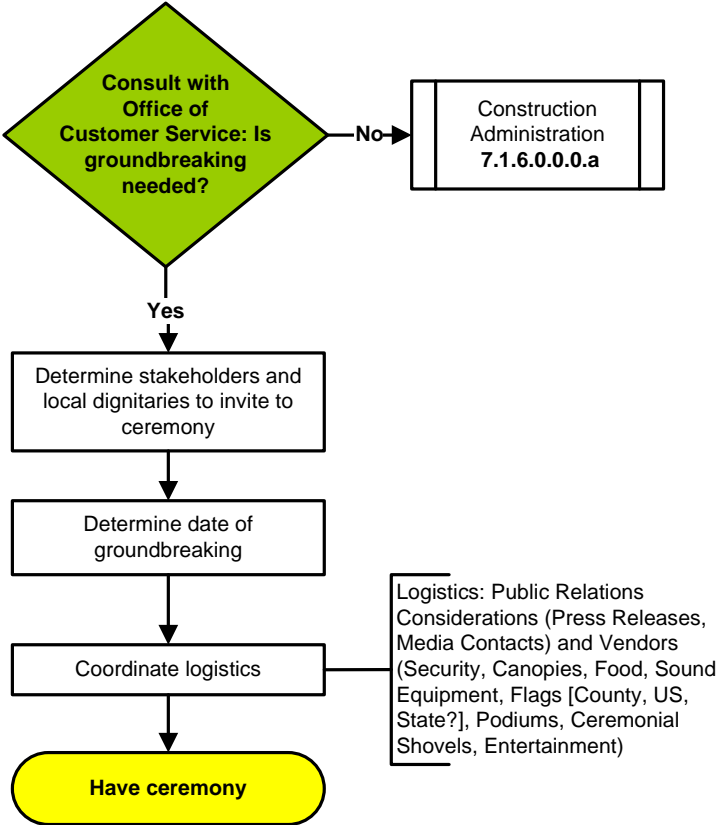 Consult with
Office of
Customer Service: Is
groundbreaking
needed?
No
Construction
Administration
7.1.6.0.0.0.a
Yes
Determine stakeholders and
local dignitaries to invite to
ceremony
Determine date of
groundbreaking
Coordinate logistics
Logistics: Public Relations
Considerations (Press Releases,
Media Contacts) and Vendors
(Security, Canopies, Food, Sound
Equipment, Flags [County, US,
State?], Podiums, Ceremonial
Shovels, Entertainment)
Have ceremony